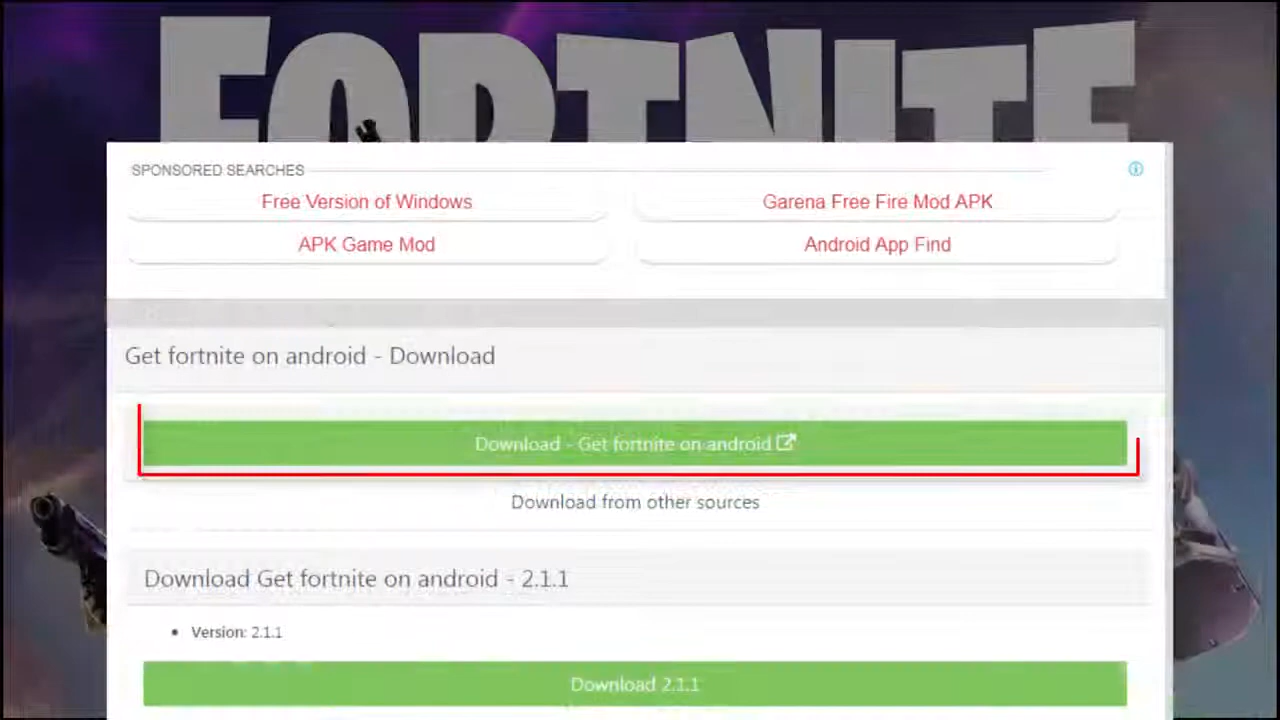 FORTNITE
SPONSORED SEARCHES
Free Version of Windows
Garena Free Fire Mod APK
APK Game Mod
Android App Find
Get fortnite on android - Download
Download - Get fortnite on android
Download from other sources
Download Get fortnite on android - 2.1.1
• Version: 2.1.1
Download 2.1.1